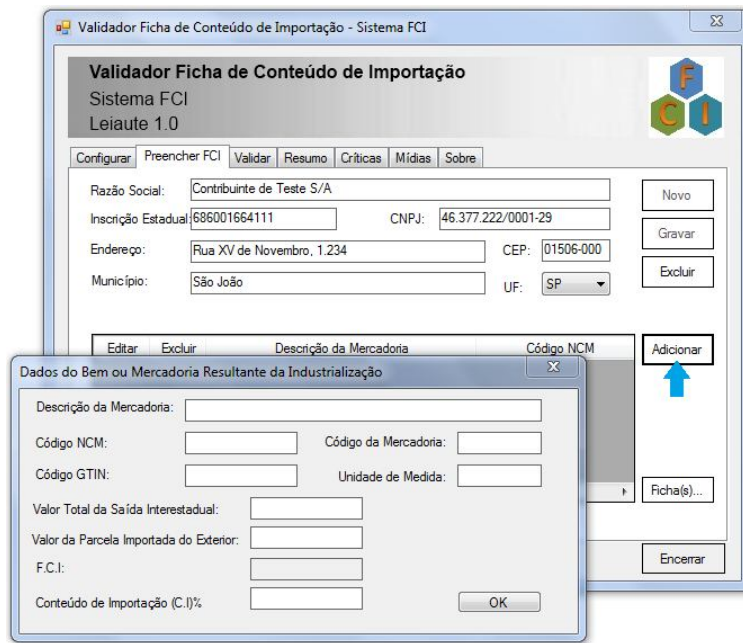 Validador Ficha de Conteúdo de Importação - Sistema FCI
Validador Ficha de Conteúdo de Importação
Sistema FCI
Leiaute 1.0
F
C I
Configurar Preencher FCI Validar Resumo Críticas Mídias Sobre
Razão Social: Contribuinte de Teste S/A Novo
Inscrição Estadual: 686001664111 CNPJ: 46.377.222/0001-29
Gravar
Endereço: Rua XV de Novembro, 1.234 CEP: 01506-000
Excluir
Município: São João UF: SP
Editar Excluir Descrição da Mercadoria Código NCM Adicionar
Dados do Bem ou Mercadoria Resultante da Industrialização
Descrição da Mercadoria:
Código NCM: Código da Mercadoria:
Código GTIN: Unidade de Medida:
Ficha(s)...
Valor Total da Saída Interestadual:
Valor da Parcela Importada do Exterior:
Encerrar
F.C.I:
Conteúdo de Importação (C.I)% OK